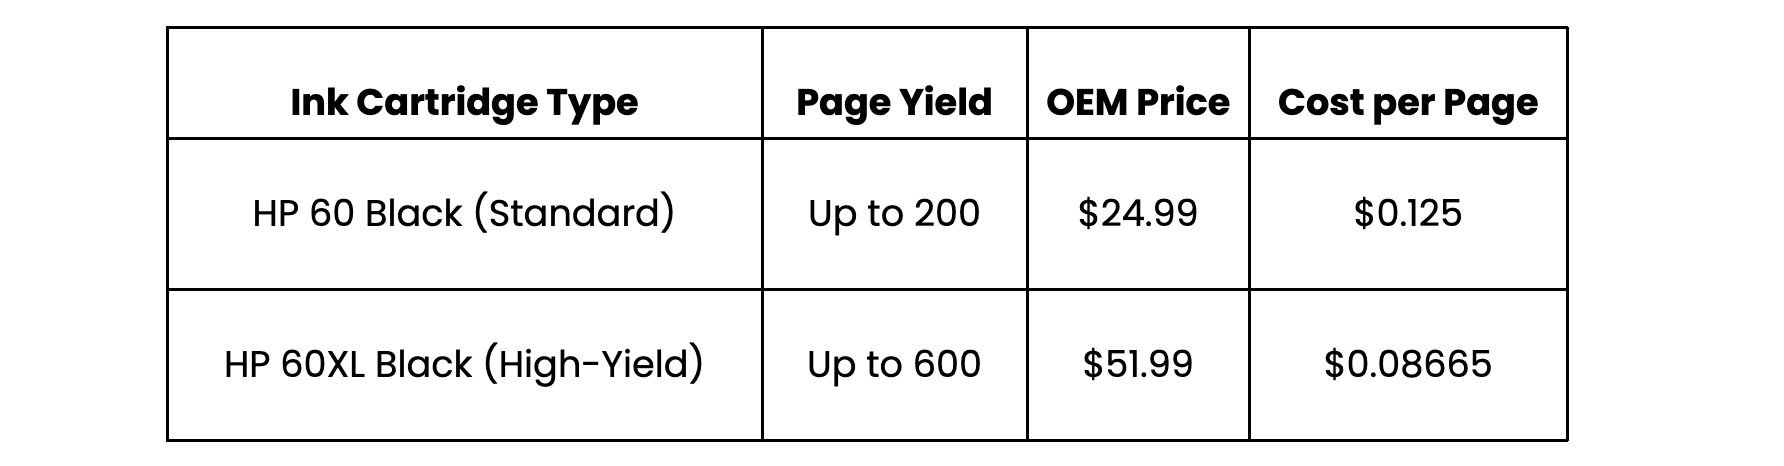 Ink Cartridge Type Page Yield OEM Price Cost per Page
HP 60 Black (Standard) Up to 200 $24.99 $0.125
HP 60XL Black (High-Yield) Up to 600 $51.99 $0.08665